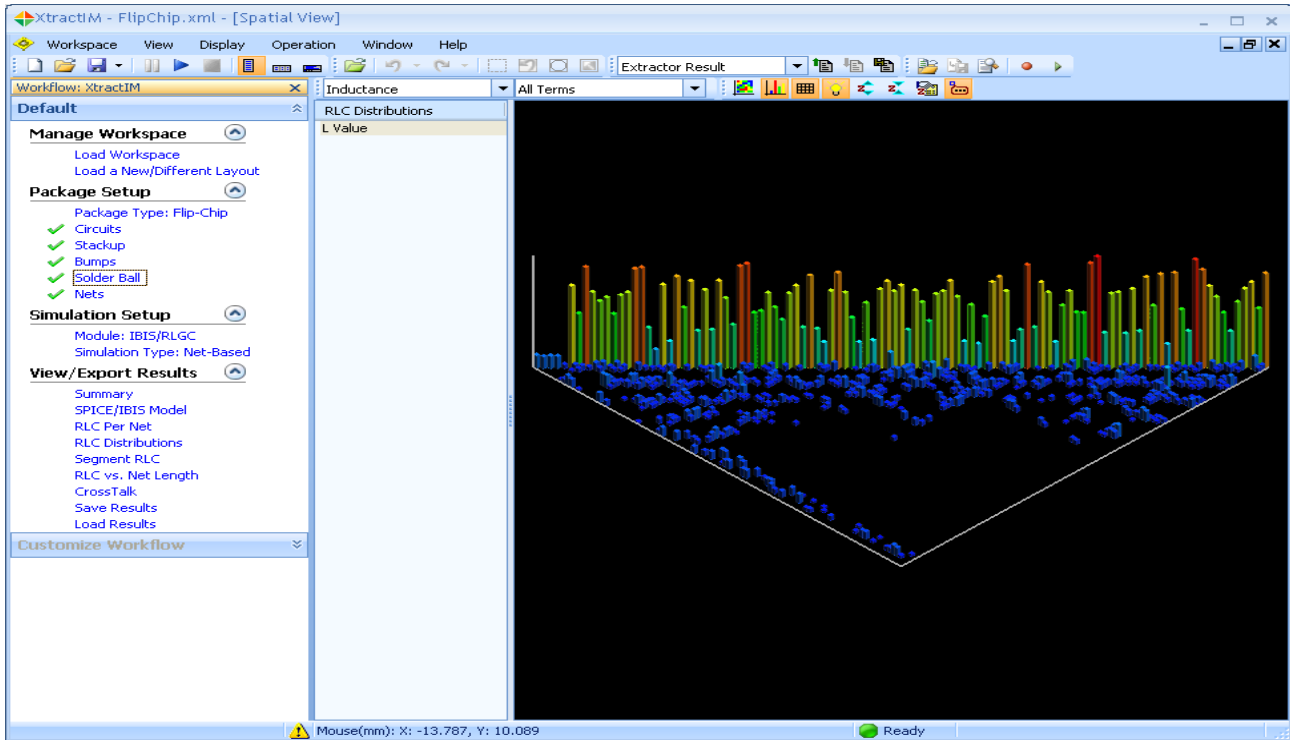 XtractIM - FlipChip.xml - [Spatial View]
Workspace View Display Operation Window Help
Extractor Result
Workflow: XtractIM
Inductance
All Terms
Default
RLC Distributions
L Value
Manage Workspace
Load Workspace
Load a New/Different Layout
Package Setup
Package Type: Flip-Chip
Circuits
Stackup
Bumps
Solder Ball
Nets
Simulation Setup
Module: IBIS/RLGC
Simulation Type: Net-Based
View/Export Results
Summary
SPICE/IBIS Model
RLC Per Net
RLC Distributions
Segment RLC
RLC vs. Net Length
CrossTalk
Save Results
Load Results
Customize Workflow
Mouse(mm): X: -13.787, Y: 10.089
Ready